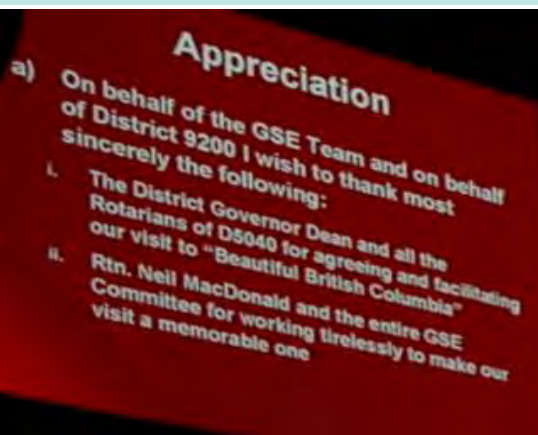 Appreciation
a) On behalf of the GSE Team and on behalf
of District 9200 I wish to thank most
sincerely the following:
i. The District Governor Dean and all the
Rotarians of D5040 for agreeing and facilitating
our visit to "Beautiful British Columbia"
ii. Rtn. Neil MacDonald and the entire GSE
Committee for working tirelessly to make our
visit a memorable one